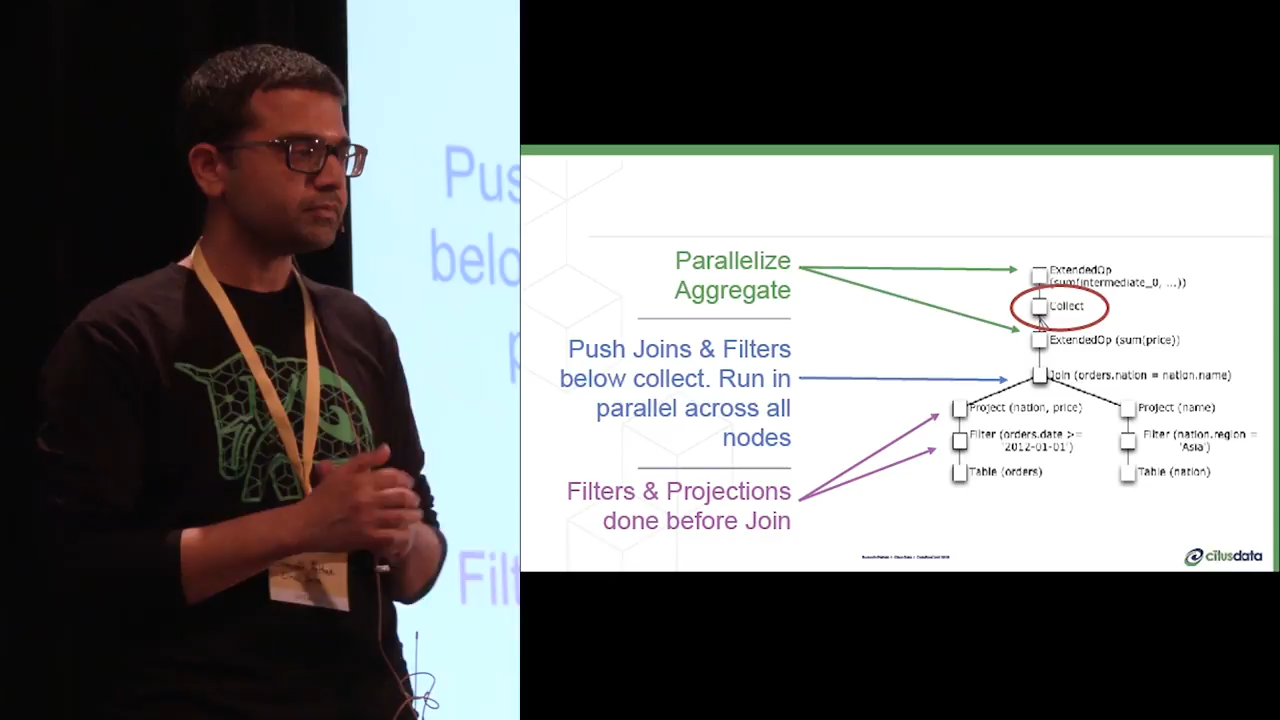 Pus
belo
p
Filt
Parallelize
Aggregate
Push Joins & Filters
below collect. Run in
parallel across all
nodes
Filters & Projections
done before Join
ExtendedOp
(sum(intermediate_0, ...))
Collect
ExtendedOp (sum(price))
Join (orders.nation = nation.name)
Project (nation, price)
Project (name)
Filter (orders.date >=
'2012-01-01')
Filter (nation.region =
'Asia')
Table (orders)
Table (nation)
citusdata